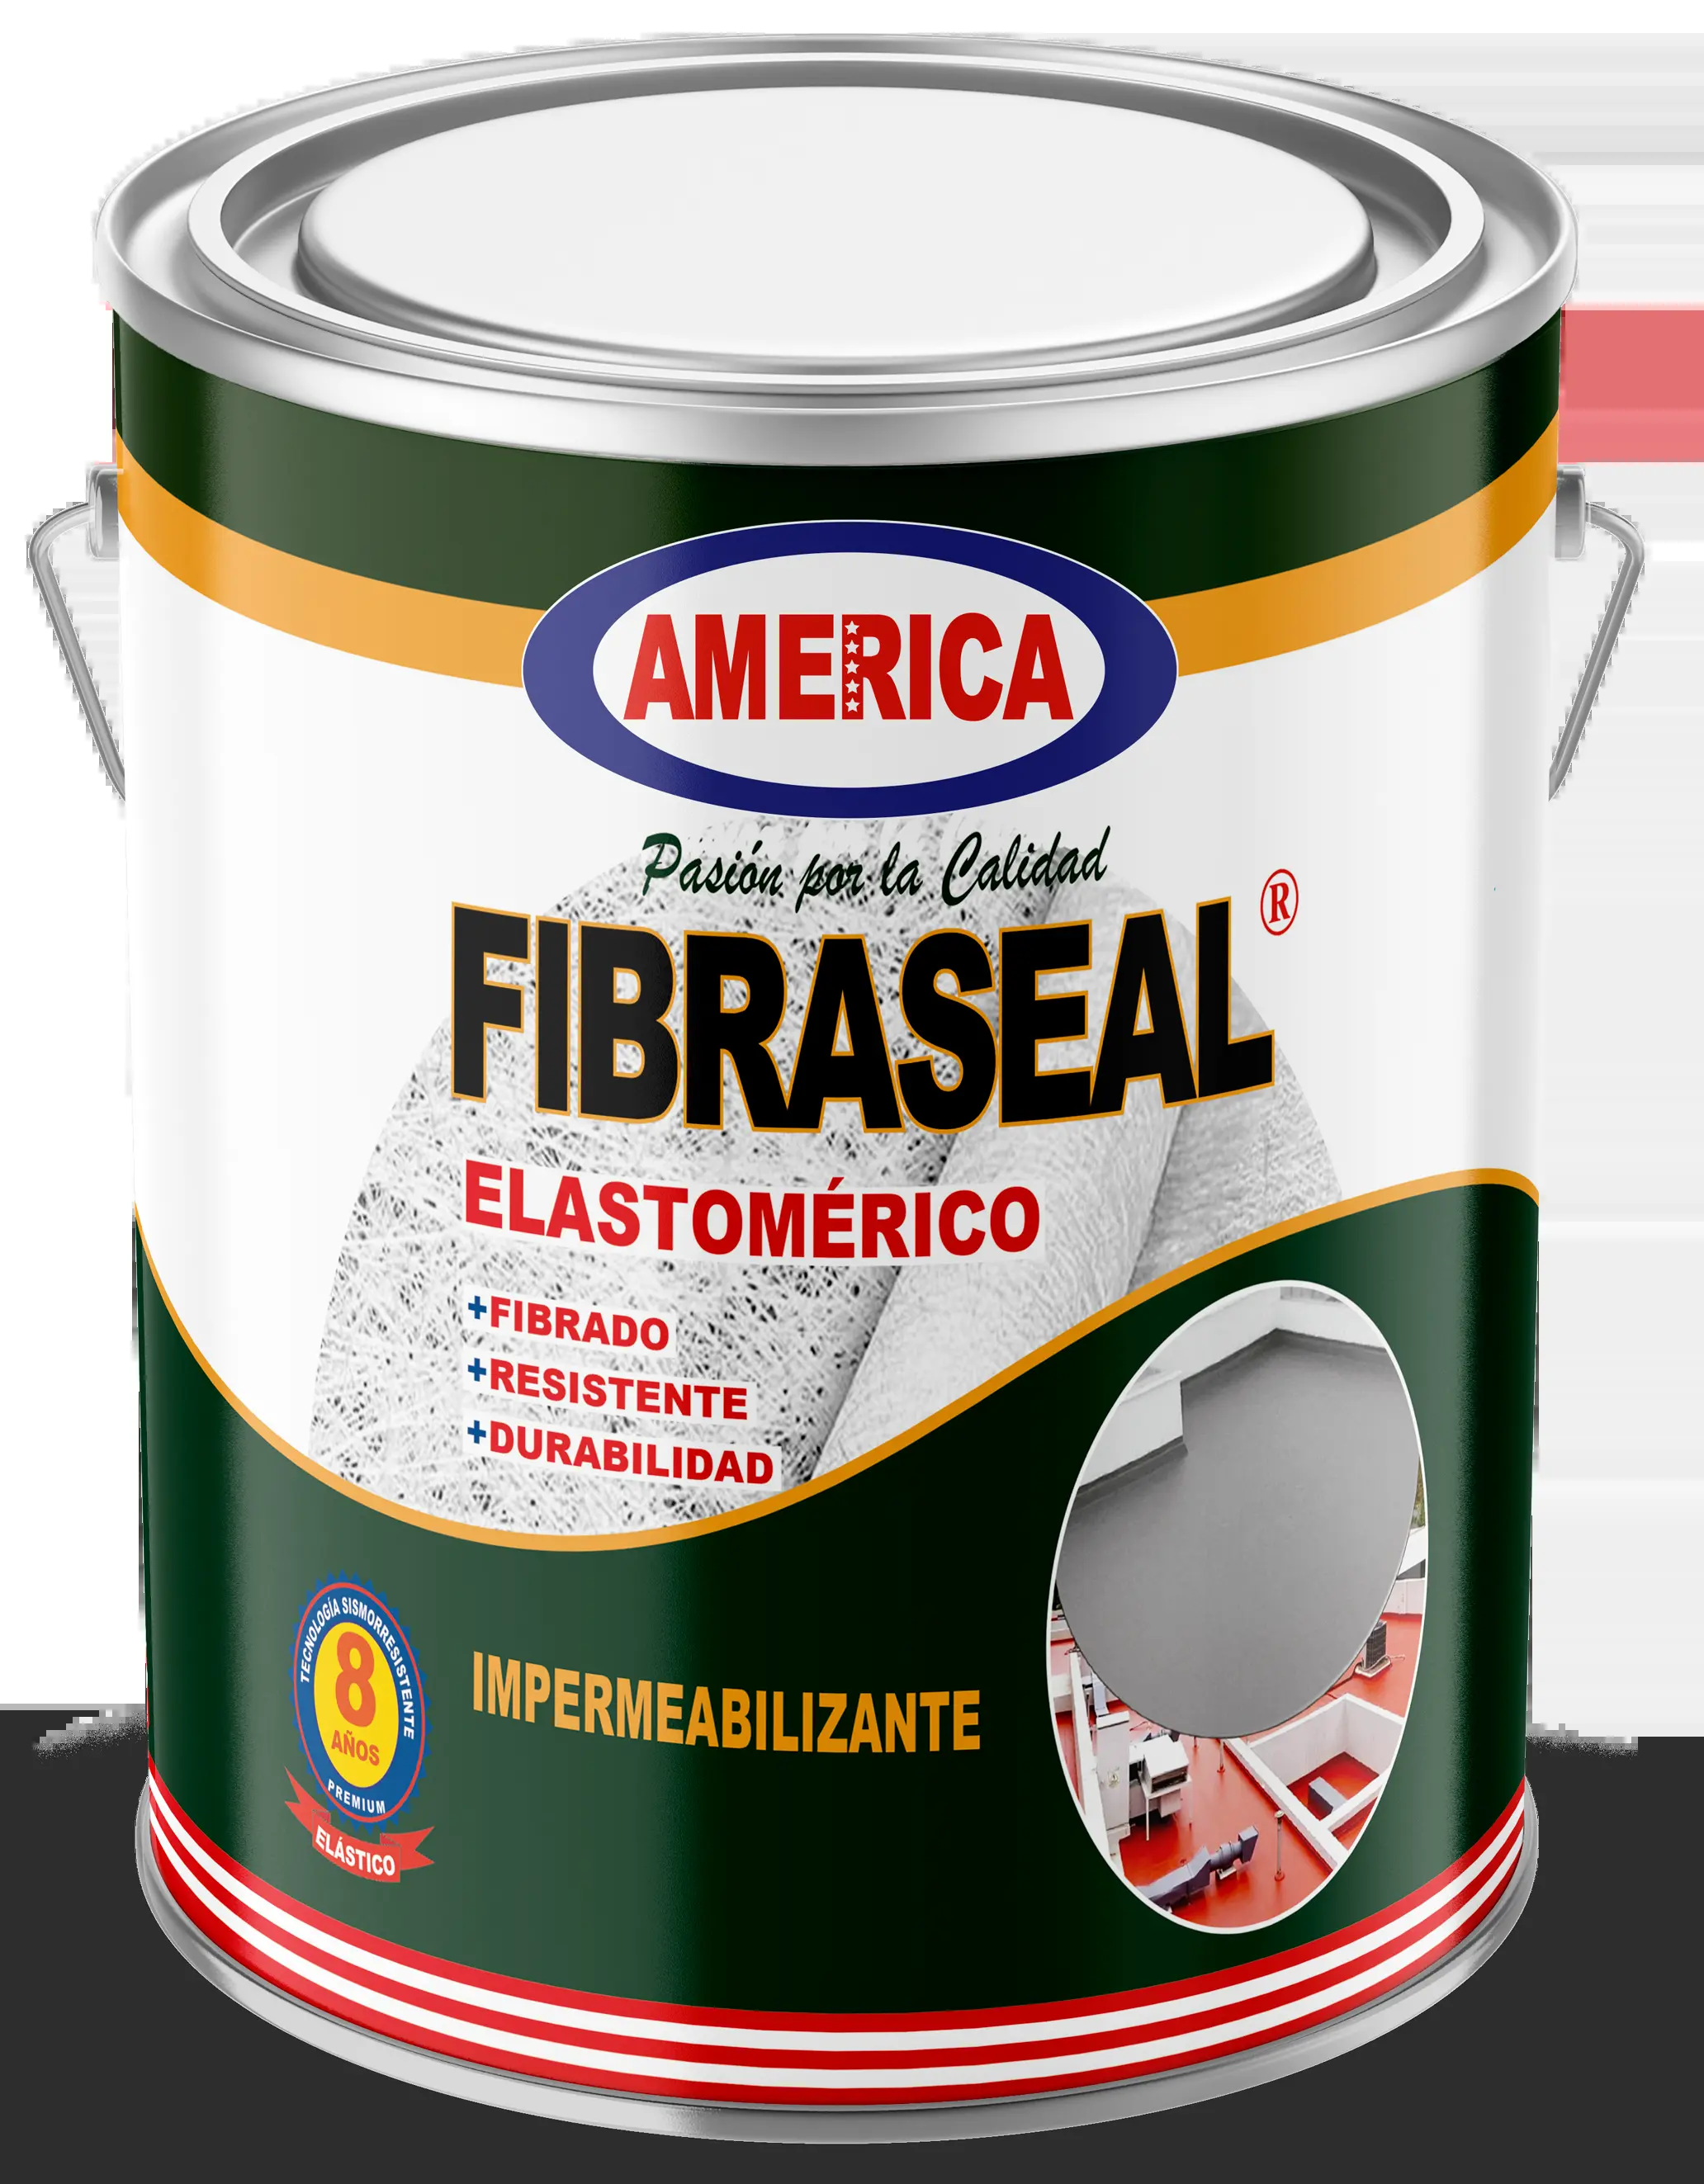 AMERICA
Pasión por la Calidad
FIBRASEAL®
ELASTOMÉRICO
+FIBRADO
+RESISTENTE
+DURABILIDAD
TECNOLOGÍA SISMORRESISTENTE
8
AÑOS
PREMIUM
ELÁSTICO
IMPERMEABILIZANTE